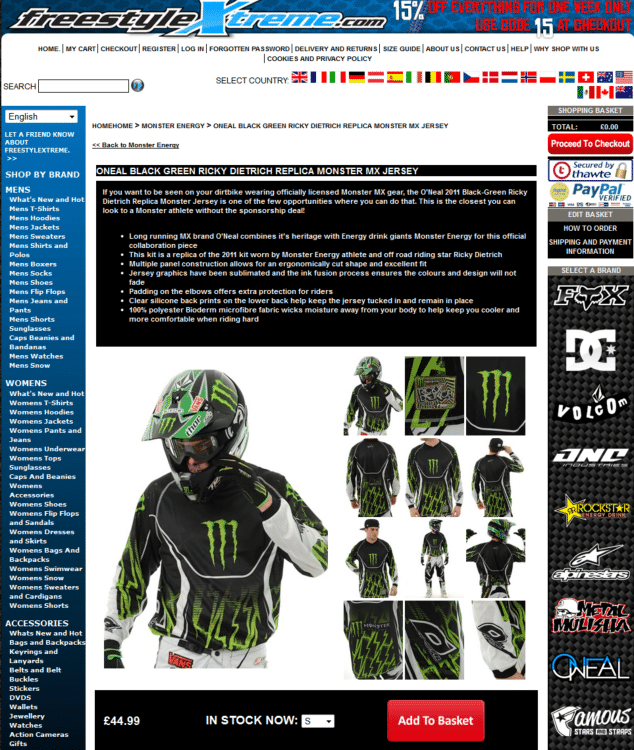 freestyleXtreme.com
15% OFF EVERYTHING FOR ONE WEEK ONLY
USE CODE 15 AT CHECKOUT
HOME. | MY CART | CHECKOUT | REGISTER | LOG IN | FORGOTTEN PASSWORD | DELIVERY AND RETURNS | SIZE GUIDE | ABOUT US | CONTACT US | HELP | WHY SHOP WITH US
| COOKIES AND PRIVACY POLICY
SEARCH
SELECT COUNTRY:
English
LET A FRIEND KNOW
ABOUT
FREESTYLEXTREME.
>>
SHOP BY BRAND
MENS
What's New and Hot
Mens T-Shirts
Mens Hoodies
Mens Jackets
Mens Sweaters
Mens Shirts and
Polos
Mens Boxers
Mens Socks
Mens Shoes
Mens Flip Flops
Mens Jeans and
Pants
Mens Shorts
Sunglasses
Caps Beanies and
Bandanas
Mens Watches
Mens Snow
WOMENS
What's New and Hot
Womens T-Shirts
Womens Hoodies
Womens Jackets
Womens Pants and
Jeans
Womens Underwear
Womens Tops
Sunglasses
Caps And Beanies
Womens
Accessories
Womens Shoes
Womens Flip Flops
and Sandals
Womens Dresses
and Skirts
Womens Bags And
Backpacks
Womens Swimwear
Womens Snow
Womens Sweaters
and Cardigans
Womens Shorts
ACCESSORIES
Whats New and Hot
Bags and Backpacks
Keyrings and
Lanyards
Belts and Belt
Buckles
Stickers
DVDS
Wallets
Jewellery
Watches
Action Cameras
Gifts
HOMEHOME > MONSTER ENERGY > ONEAL BLACK GREEN RICKY DIETRICH REPLICA MONSTER MX JERSEY
<< Back to Monster Energy
ONEAL BLACK GREEN RICKY DIETRICH REPLICA MONSTER MX JERSEY
If you want to be seen on your dirtbike wearing officially licensed Monster MX gear, the O'Neal 2011 Black-Green Ricky
Dietrich Replica Monster Jersey is one of the few opportunities where you can do that. This is the closest you can
look to a Monster athlete without the sponsorship deal!
Long running MX brand O'Neal combines it's heritage with Energy drink giants Monster Energy for this official
collaboration piece
This kit is a replica of the 2011 kit worn by Monster Energy athlete and off road riding star Ricky Dietrich
Multiple panel construction allows for an ergonomically cut shape and excellent fit
Jersey graphics have been sublimated and the ink fusion process ensures the colours and design will not
fade
Padding on the elbows offers extra protection for riders
Clear silicone back prints on the lower back help keep the jersey tucked in and remain in place
100% polyester Bioderm microfibre fabric wicks moisture away from your body to help keep you cooler and
more comfortable when riding hard
thor
VANS
MONSTER
£44.99
IN STOCK NOW: S
Add To Basket
SHOPPING BASKET
TOTAL: £0.00
Proceed To Checkout
Secured by
thawte
PayPal
VERIFIED
EDIT BASKET
HOW TO ORDER
SHIPPING AND PAYMENT
INFORMATION
SELECT A BRAND
FOX
DC
VOLCOM
JNC
INDUSTRIES
ROCKSTAR
ENERGY DRINK
alpinestars
METAL
MULISHA
ONEAL
Famous
STARS AND STRAPS